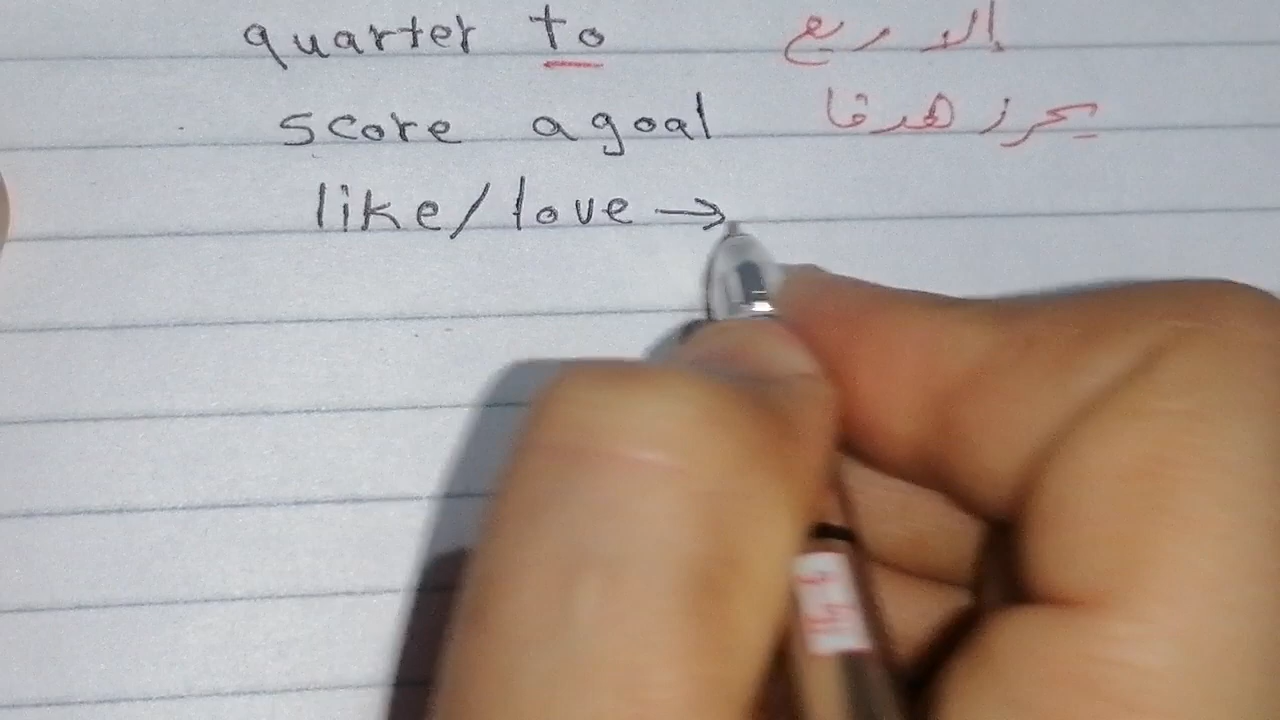 quarter to إلا ربع
score a goal يحرز هدفا
like/love →